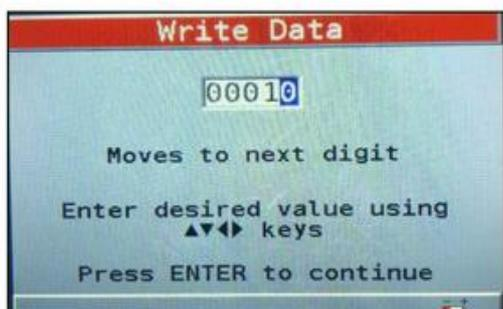 Write Data
00010
Moves to next digit
Enter desired value using
▲▼◀▶ keys
Press ENTER to continue
- +